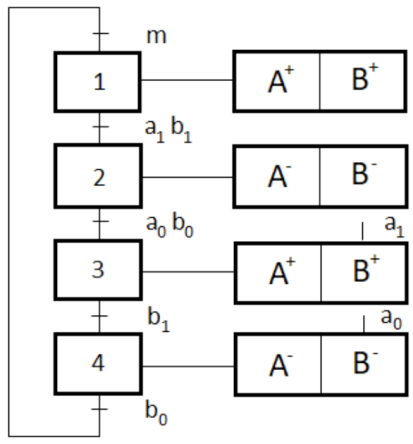 m
1 A⁺ B⁺
a₁ b₁
2 A⁻ B⁻
a₀ b₀
a₁
3 A⁺ B⁺
b₁
a₀
4 A⁻ B⁻
b₀